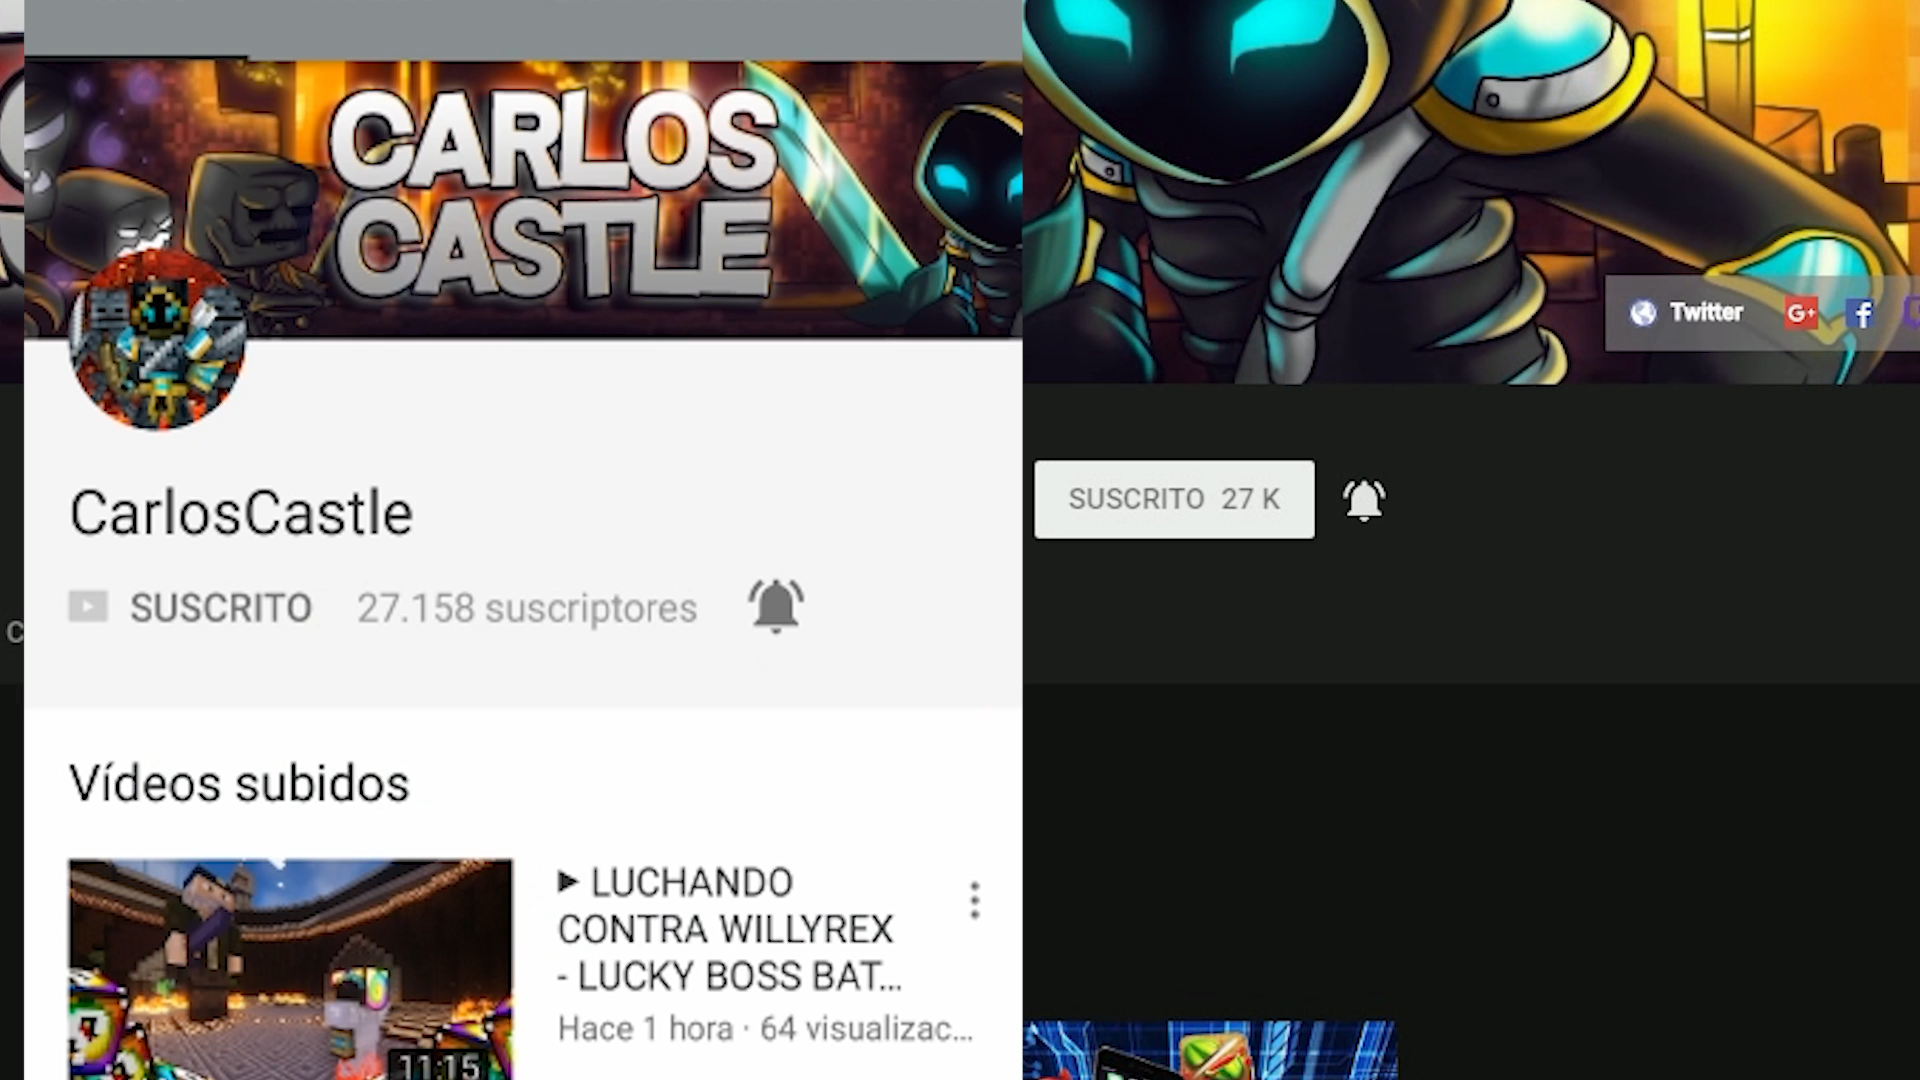 CARLOS
CASTLE
CarlosCastle
SUSCRITO 27.158 suscriptores
Vídeos subidos
▶ LUCHANDO
CONTRA WILLYREX
- LUCKY BOSS BAT...
Hace 1 hora · 64 visualizac...
11:15
Twitter
G+
f
SUSCRITO 27 K